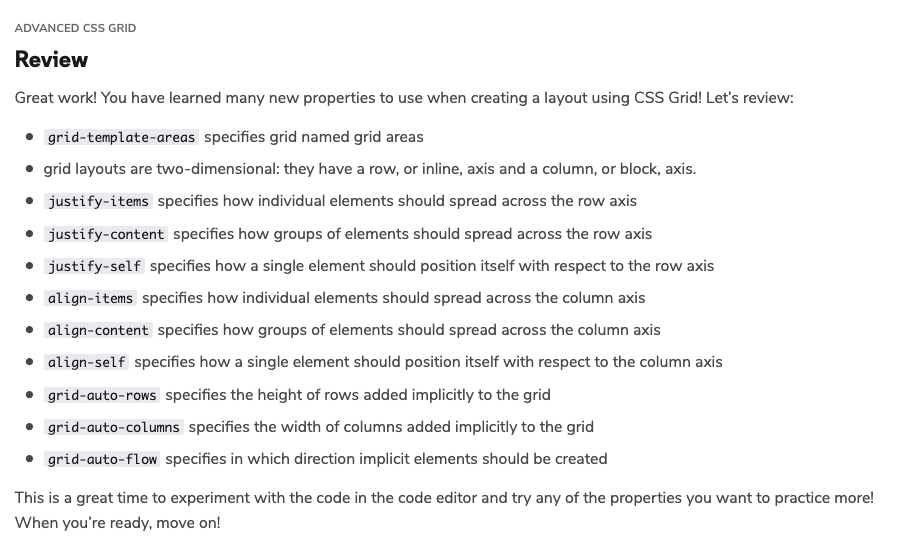 ADVANCED CSS GRID
Review
Great work! You have learned many new properties to use when creating a layout using CSS Grid! Let's review:
• grid-template-areas specifies grid named grid areas
• grid layouts are two-dimensional: they have a row, or inline, axis and a column, or block, axis.
• justify-items specifies how individual elements should spread across the row axis
• justify-content specifies how groups of elements should spread across the row axis
• justify-self specifies how a single element should position itself with respect to the row axis
• align-items specifies how individual elements should spread across the column axis
• align-content specifies how groups of elements should spread across the column axis
• align-self specifies how a single element should position itself with respect to the column axis
• grid-auto-rows specifies the height of rows added implicitly to the grid
• grid-auto-columns specifies the width of columns added implicitly to the grid
• grid-auto-flow specifies in which direction implicit elements should be created
This is a great time to experiment with the code in the code editor and try any of the properties you want to practice more!
When you're ready, move on!